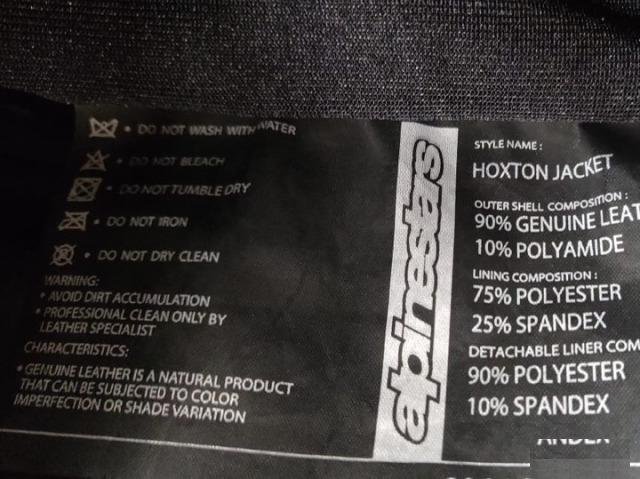 • DO NOT WASH WITH WATER
• DO NOT BLEACH
• DO NOT TUMBLE DRY
• DO NOT IRON
• DO NOT DRY CLEAN
WARNING:
• AVOID DIRT ACCUMULATION
• PROFESSIONAL CLEAN ONLY BY
LEATHER SPECIALIST
CHARACTERISTICS:
• GENUINE LEATHER IS A NATURAL PRODUCT
THAT CAN BE SUBJECTED TO COLOR
IMPERFECTION OR SHADE VARIATION
alpinestars
STYLE NAME :
HOXTON JACKET
OUTER SHELL COMPOSITION :
90% GENUINE LEAT
10% POLYAMIDE
LINING COMPOSITION :
75% POLYESTER
25% SPANDEX
DETACHABLE LINER COM
90% POLYESTER
10% SPANDEX